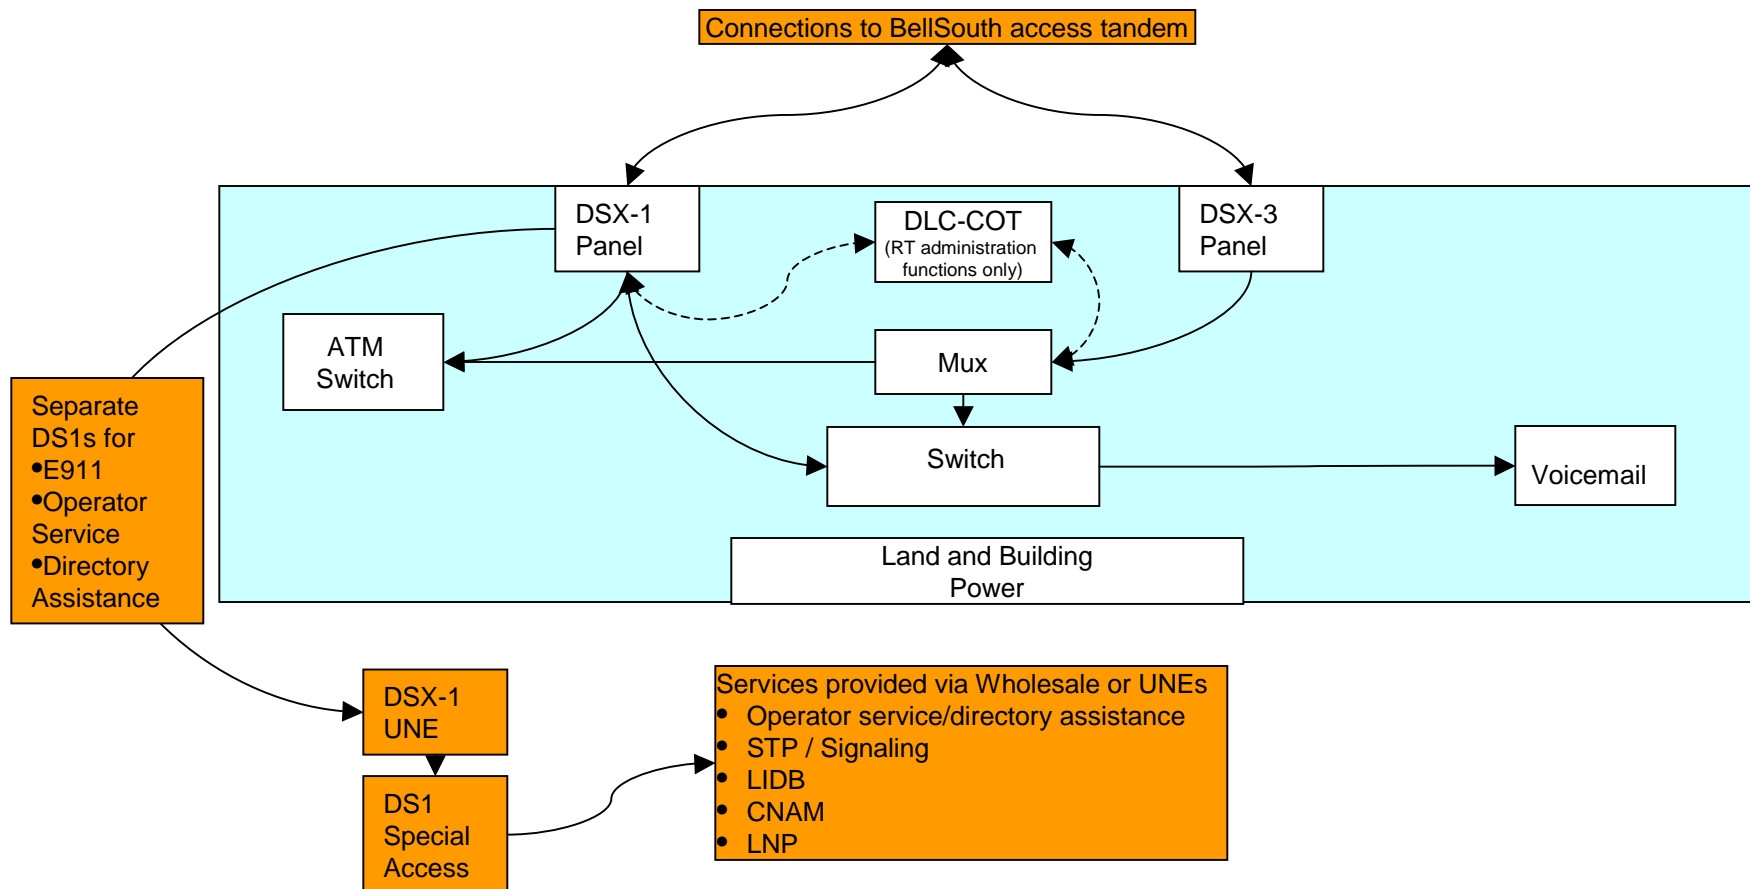 Connections to BellSouth access tandem
DSX-1
Panel
DLC-COT
(RT administration
functions only)
DSX-3
Panel
ATM
Switch
Mux
Separate
DS1s for
•E911
•Operator
Service
•Directory
Assistance
Switch
Voicemail
Land and Building
Power
DSX-1
UNE
Services provided via Wholesale or UNEs
• Operator service/directory assistance
• STP / Signaling
• LIDB
• CNAM
• LNP
DS1
Special
Access